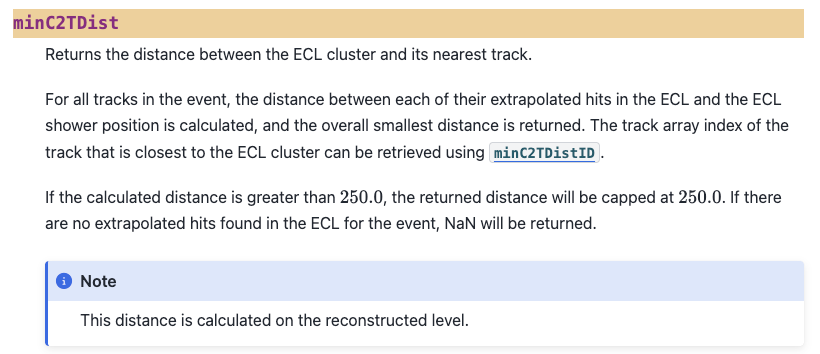 minC2TDist
Returns the distance between the ECL cluster and its nearest track.
For all tracks in the event, the distance between each of their extrapolated hits in the ECL and the ECL
shower position is calculated, and the overall smallest distance is returned. The track array index of the
track that is closest to the ECL cluster can be retrieved using minC2TDistID.
If the calculated distance is greater than 250.0, the returned distance will be capped at 250.0. If there
are no extrapolated hits found in the ECL for the event, NaN will be returned.
Note
This distance is calculated on the reconstructed level.